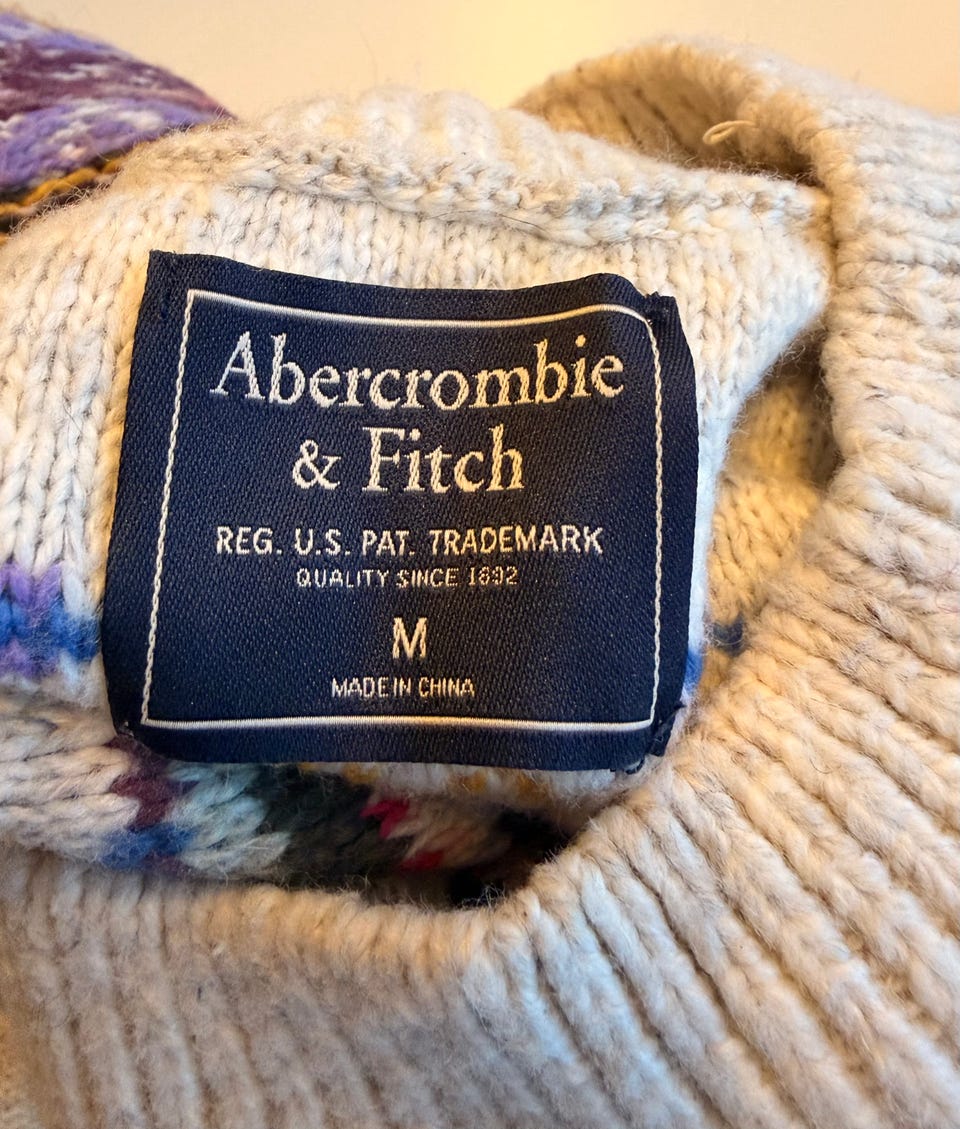 Abercrombie
& Fitch
REG. U.S. PAT. TRADEMARK
QUALITY SINCE 1892
M
MADE IN CHINA